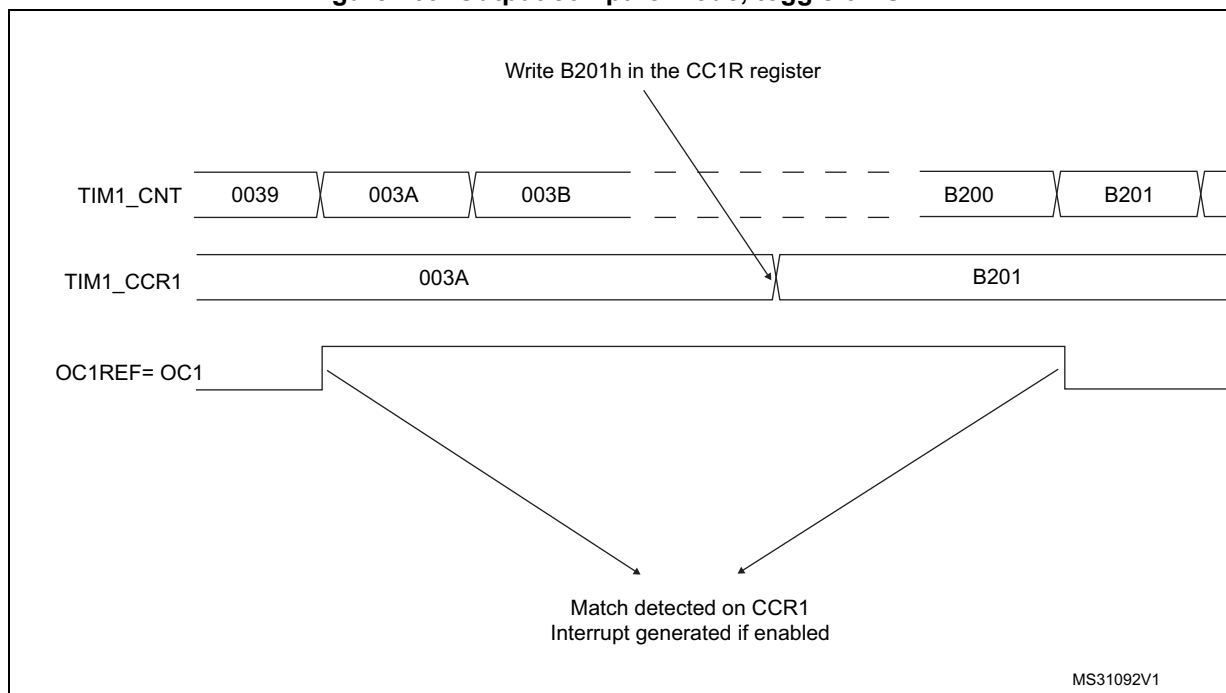 Write B201h in the CC1R register
TIM1_CNT 0039 003A 003B B200 B201
TIM1_CCR1 003A B201
OC1REF= OC1
Match detected on CCR1
Interrupt generated if enabled
MS31092V1